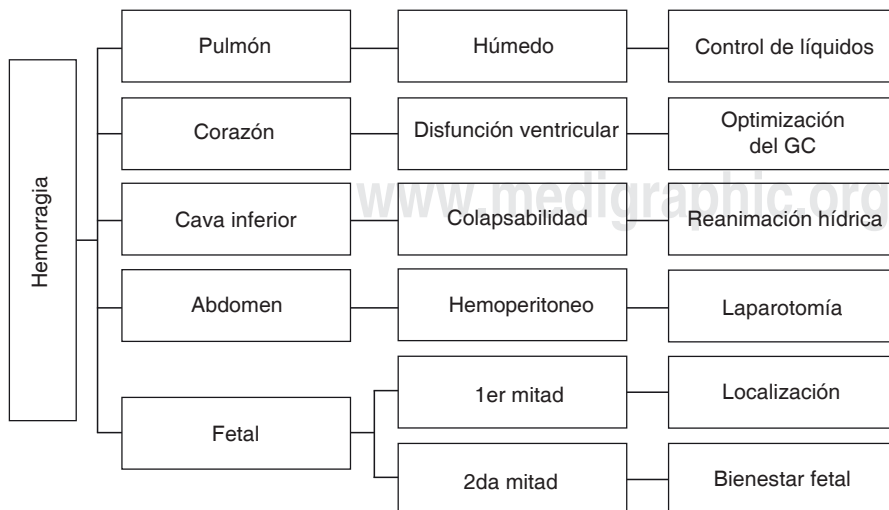 Hemorragia
Pulmón
Húmedo
Control de líquidos
Corazón
Disfunción ventricular
Optimización
del GC
www.medigraphic.org
Cava inferior
Colapsabilidad
Reanimación hídrica
Abdomen
Hemoperitoneo
Laparotomía
Fetal
1er mitad
Localización
2da mitad
Bienestar fetal